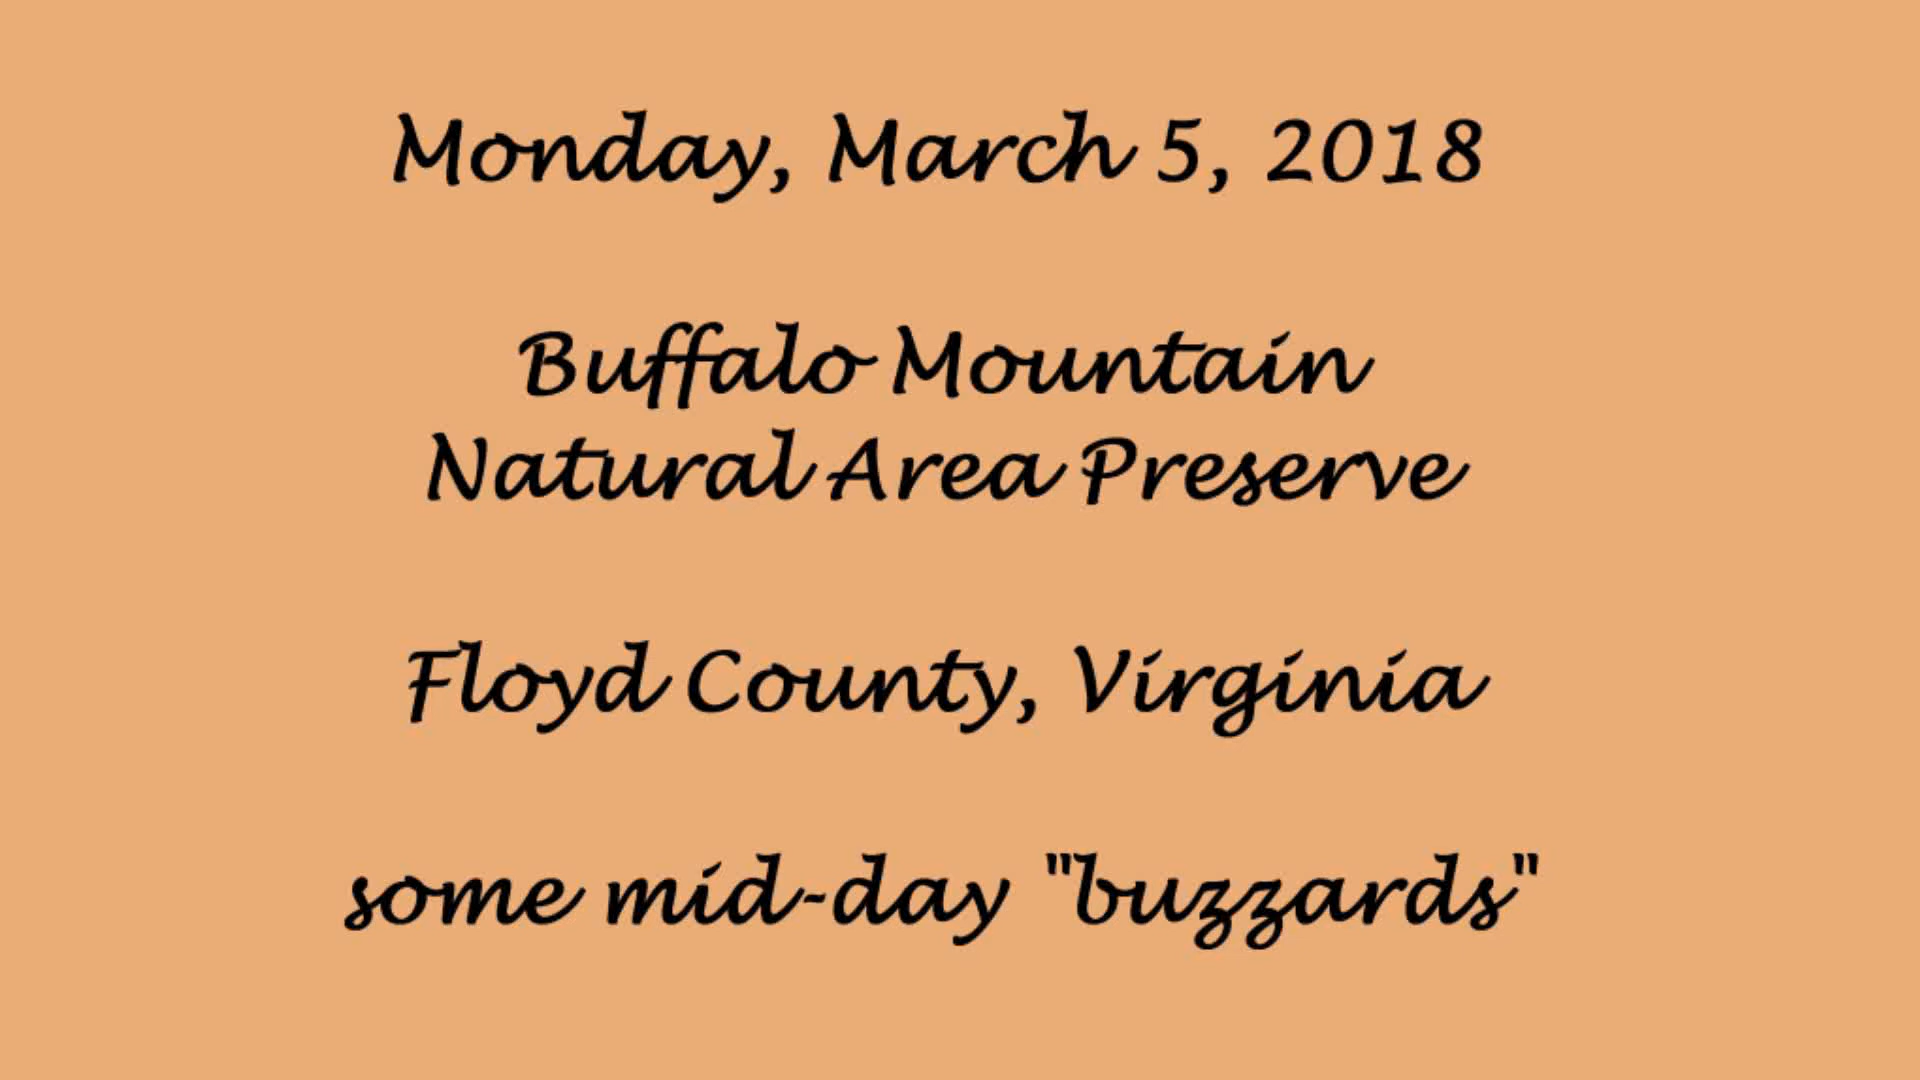 Monday, March 5, 2018
Buffalo Mountain
Natural Area Preserve
Floyd County, Virginia
some mid-day "buzzards"